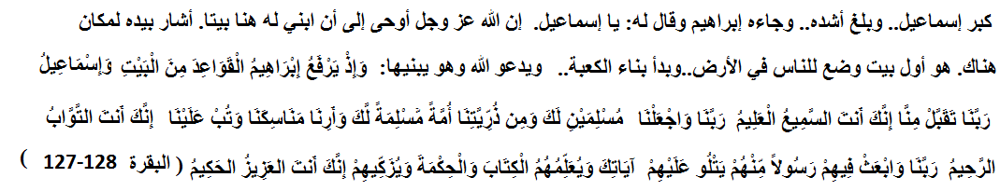 كبر إسماعيل.. وبلغ أشده.. وجاءه إبراهيم وقال له: يا إسماعيل. إن الله عز وجل أوحى إلى أن ابني له هنا بيتا. أشار بيده لمكان
هناك. هو أول بيت وضع للناس في الأرض..وبدأ بناء الكعبة.. ويدعو الله وهو يبنيها: وَإِذْ يَرْفَعُ إِبْرَاهِيمُ الْقَوَاعِدَ مِنَ الْبَيْتِ وَإِسْمَاعِيلُ
رَبَّنَا تَقَبَّلْ مِنَّا إِنَّكَ أَنتَ السَّمِيعُ الْعَلِيمُ رَبَّنَا وَاجْعَلْنَا مُسْلِمَيْنِ لَكَ وَمِن ذُرِّيَّتِنَا أُمَّةً مُّسْلِمَةً لَّكَ وَأَرِنَا مَنَاسِكَنَا وَتُبْ عَلَيْنَا إِنَّكَ أَنتَ التَّوَّابُ
الرَّحِيمُ رَبَّنَا وَابْعَثْ فِيهِمْ رَسُولاً مِّنْهُمْ يَتْلُو عَلَيْهِمْ آيَاتِكَ وَيُعَلِّمُهُمُ الْكِتَابَ وَالْحِكْمَةَ وَيُزَكِّيهِمْ إِنَّكَ أَنتَ العَزِيزُ الحَكِيمُ ( البقرة 128-127 )